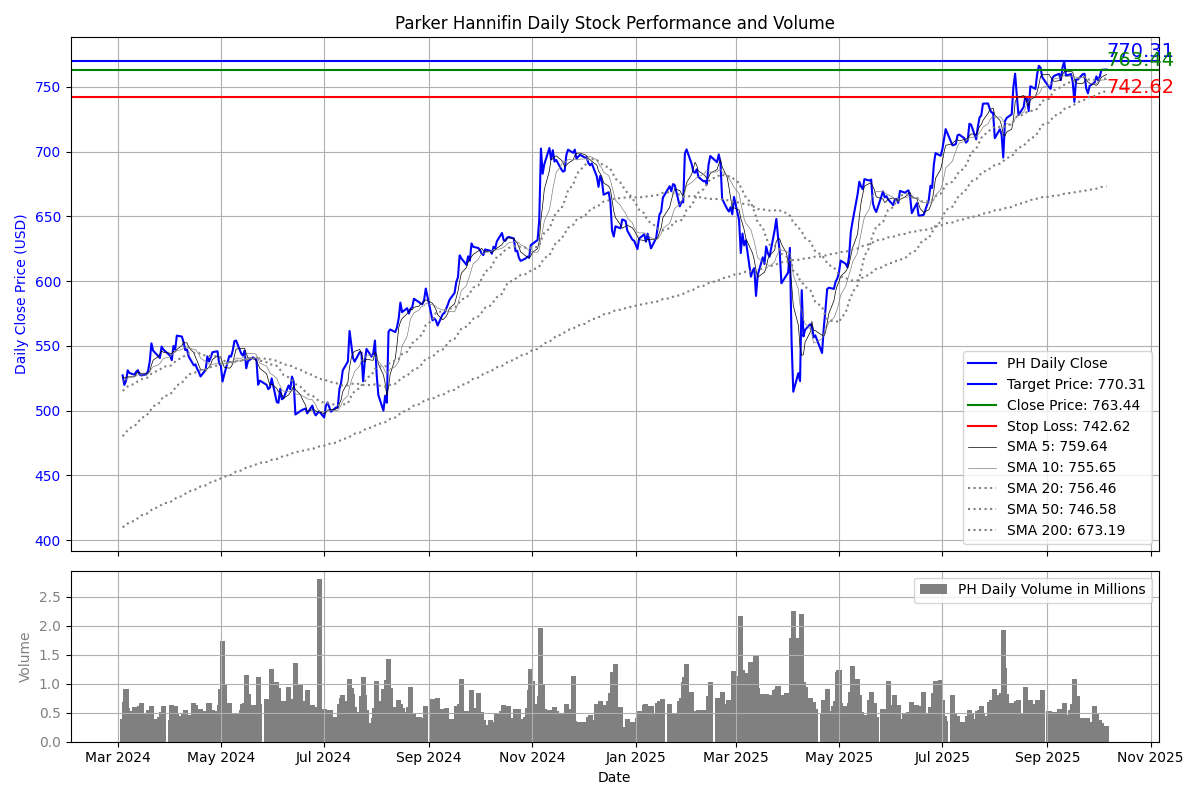 Parker Hannifin Daily Stock Performance and Volume
770.31
763.44
742.62
Daily Close Price (USD)
750
700
650
600
550
500
450
400
PH Daily Close
Target Price: 770.31
Close Price: 763.44
Stop Loss: 742.62
SMA 5: 759.64
SMA 10: 755.65
SMA 20: 756.46
SMA 50: 746.58
SMA 200: 673.19
Volume
2.5
2.0
1.5
1.0
0.5
0.0
PH Daily Volume in Millions
Mar 2024 May 2024 Jul 2024 Sep 2024 Nov 2024 Jan 2025 Mar 2025 May 2025 Jul 2025 Sep 2025 Nov 2025
Date